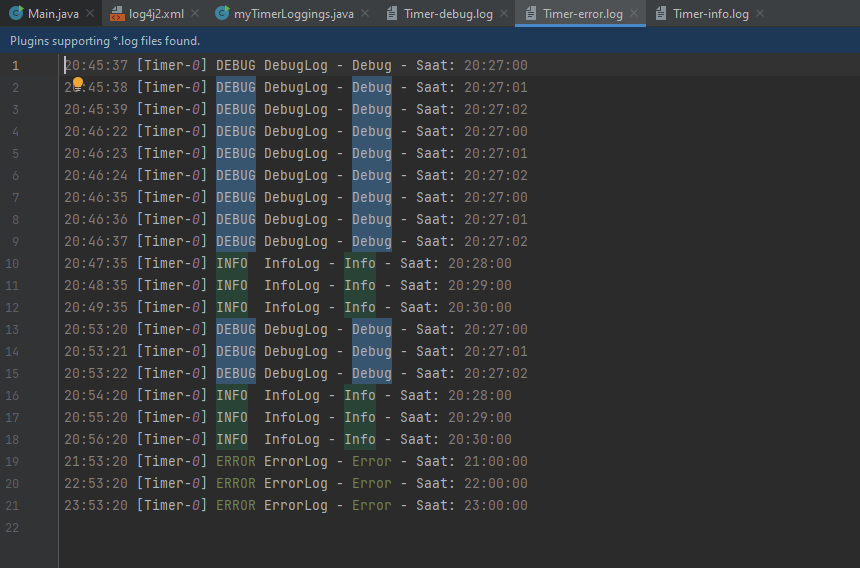 Main.java log4j2.xml myTimerLoggings.java Timer-debug.log Timer-error.log Timer-info.log
Plugins supporting *.log files found.
1 20:45:37 [Timer-0] DEBUG DebugLog - Debug - Saat: 20:27:00
2 20:45:38 [Timer-0] DEBUG DebugLog - Debug - Saat: 20:27:01
3 20:45:39 [Timer-0] DEBUG DebugLog - Debug - Saat: 20:27:02
4 20:46:22 [Timer-0] DEBUG DebugLog - Debug - Saat: 20:27:00
5 20:46:23 [Timer-0] DEBUG DebugLog - Debug - Saat: 20:27:01
6 20:46:24 [Timer-0] DEBUG DebugLog - Debug - Saat: 20:27:02
7 20:46:35 [Timer-0] DEBUG DebugLog - Debug - Saat: 20:27:00
8 20:46:36 [Timer-0] DEBUG DebugLog - Debug - Saat: 20:27:01
9 20:46:37 [Timer-0] DEBUG DebugLog - Debug - Saat: 20:27:02
10 20:47:35 [Timer-0] INFO  InfoLog - Info - Saat: 20:28:00
11 20:48:35 [Timer-0] INFO  InfoLog - Info - Saat: 20:29:00
12 20:49:35 [Timer-0] INFO  InfoLog - Info - Saat: 20:30:00
13 20:53:20 [Timer-0] DEBUG DebugLog - Debug - Saat: 20:27:00
14 20:53:21 [Timer-0] DEBUG DebugLog - Debug - Saat: 20:27:01
15 20:53:22 [Timer-0] DEBUG DebugLog - Debug - Saat: 20:27:02
16 20:54:20 [Timer-0] INFO  InfoLog - Info - Saat: 20:28:00
17 20:55:20 [Timer-0] INFO  InfoLog - Info - Saat: 20:29:00
18 20:56:20 [Timer-0] INFO  InfoLog - Info - Saat: 20:30:00
19 21:53:20 [Timer-0] ERROR ErrorLog - Error - Saat: 21:00:00
20 22:53:20 [Timer-0] ERROR ErrorLog - Error - Saat: 22:00:00
21 23:53:20 [Timer-0] ERROR ErrorLog - Error - Saat: 23:00:00
22